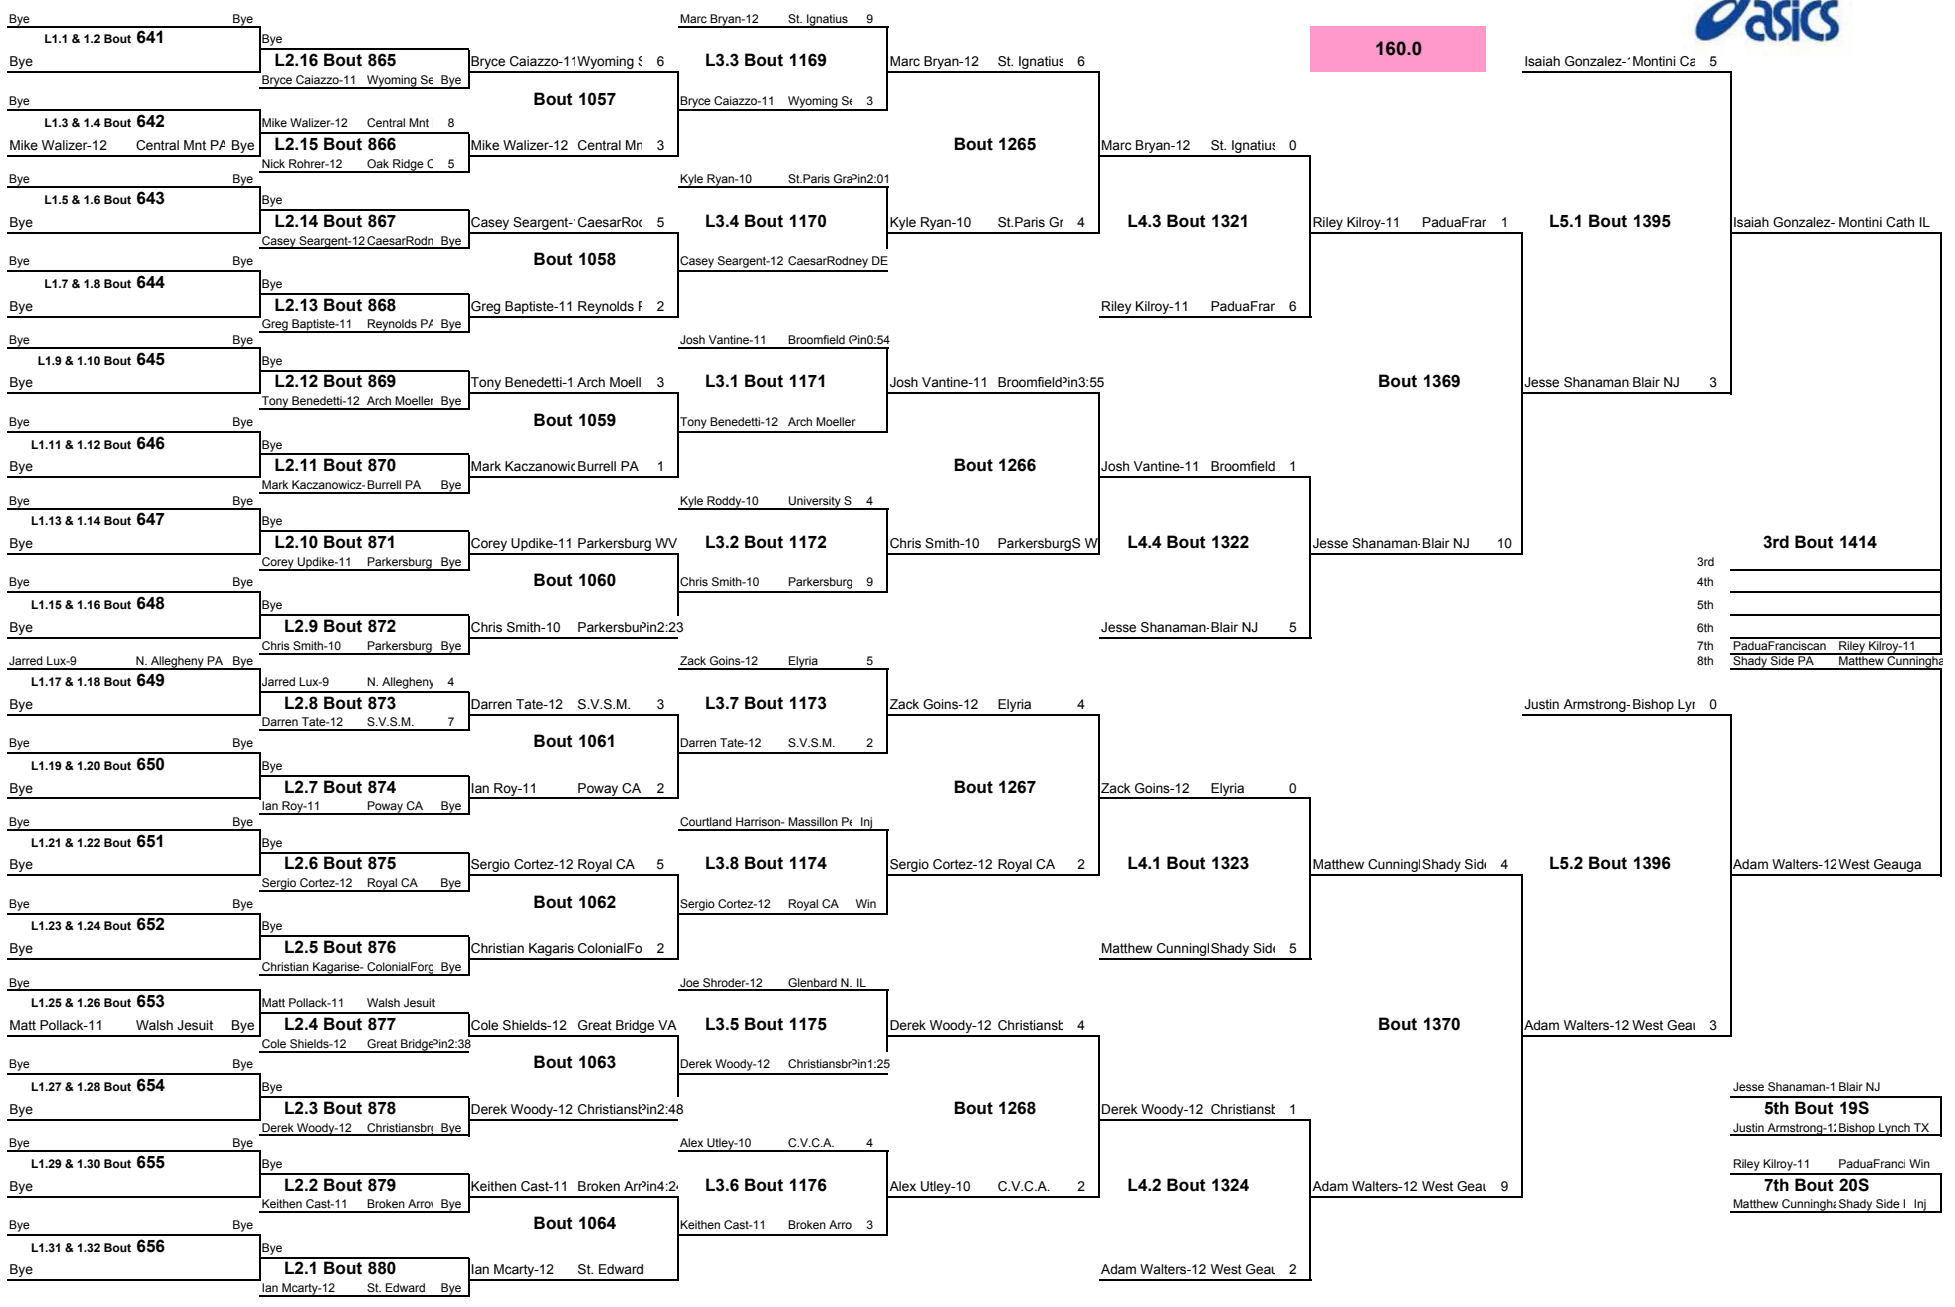 Bye Bye
L1.1 & 1.2 Bout 641
Bye
Bye
L1.3 & 1.4 Bout 642
Mike Walizer-12 Central Mnt PA Bye
Bye Bye
L1.5 & 1.6 Bout 643
Bye
Bye Bye
L1.7 & 1.8 Bout 644
Bye
Bye Bye
L1.9 & 1.10 Bout 645
Bye
Bye Bye
L1.11 & 1.12 Bout 646
Bye
Bye Bye
L1.13 & 1.14 Bout 647
Bye
Bye Bye
L1.15 & 1.16 Bout 648
Bye
Jarred Lux-9 N. Allegheny PA Bye
L1.17 & 1.18 Bout 649
Bye
Bye Bye
L1.19 & 1.20 Bout 650
Bye
Bye Bye
L1.21 & 1.22 Bout 651
Bye
Bye Bye
L1.23 & 1.24 Bout 652
Bye
Bye
L1.25 & 1.26 Bout 653
Matt Pollack-11 Walsh Jesuit Bye
Bye Bye
L1.27 & 1.28 Bout 654
Bye
Bye Bye
L1.29 & 1.30 Bout 655
Bye
Bye Bye
L1.31 & 1.32 Bout 656
Bye
Bye
L2.16 Bout 865
Bryce Caiazzo-11 Wyoming Se Bye
Mike Walizer-12 Central Mnt 8
L2.15 Bout 866
Nick Rohrer-12 Oak Ridge C 5
Bye
L2.14 Bout 867
Casey Seargent-12 CaesarRodn Bye
Bye
L2.13 Bout 868
Greg Baptiste-11 Reynolds PA Bye
Bye
L2.12 Bout 869
Tony Benedetti-12 Arch Moeller Bye
Bye
L2.11 Bout 870
Mark Kaczanowicz- Burrell PA Bye
Bye
L2.10 Bout 871
Corey Updike-11 Parkersburg Bye
Bye
L2.9 Bout 872
Chris Smith-10 Parkersburg Bye
Jarred Lux-9 N. Allegheny 4
L2.8 Bout 873
Darren Tate-12 S.V.S.M. 7
Bye
L2.7 Bout 874
Ian Roy-11 Poway CA Bye
Bye
L2.6 Bout 875
Sergio Cortez-12 Royal CA Bye
Bye
L2.5 Bout 876
Christian Kagarise- ColonialForg Bye
Matt Pollack-11 Walsh Jesuit
L2.4 Bout 877
Cole Shields-12 Great Bridge Pin2:38
Bye
L2.3 Bout 878
Derek Woody-12 Christiansbrg Bye
Bye
L2.2 Bout 879
Keithen Cast-11 Broken Arrow Bye
Bye
L2.1 Bout 880
Ian Mcarty-12 St. Edward Bye
Bryce Caiazzo-11 Wyoming S 6
Bout 1057
Mike Walizer-12 Central Mn 3
Casey Seargent- CaesarRod 5
Bout 1058
Greg Baptiste-11 Reynolds P 2
Tony Benedetti-1 Arch Moell 3
Bout 1059
Mark Kaczanowic Burrell PA 1
Corey Updike-11 Parkersburg WV
Bout 1060
Chris Smith-10 Parkersbu Pin2:23
Darren Tate-12 S.V.S.M. 3
Bout 1061
Ian Roy-11 Poway CA 2
Sergio Cortez-12 Royal CA 5
Bout 1062
Christian Kagaris ColonialFo 2
Cole Shields-12 Great Bridge VA
Bout 1063
Derek Woody-12 Christiansb Pin2:48
Keithen Cast-11 Broken Arr Pin4:24
Bout 1064
Ian Mcarty-12 St. Edward
Marc Bryan-12 St. Ignatius 9
L3.3 Bout 1169
Bryce Caiazzo-11 Wyoming Se 3
Kyle Ryan-10 St.Paris Gra Pin2:01
L3.4 Bout 1170
Casey Seargent-12 CaesarRodney DE
Josh Vantine-11 Broomfield Pin0:54
L3.1 Bout 1171
Tony Benedetti-12 Arch Moeller
Kyle Roddy-10 University S 4
L3.2 Bout 1172
Chris Smith-10 Parkersburg 9
Zack Goins-12 Elyria 5
L3.7 Bout 1173
Darren Tate-12 S.V.S.M. 2
Courtland Harrison- Massillon Pe Inj
L3.8 Bout 1174
Sergio Cortez-12 Royal CA Win
Joe Shroder-12 Glenbard N. IL
L3.5 Bout 1175
Derek Woody-12 Christiansbr Pin1:25
Alex Utley-10 C.V.C.A. 4
L3.6 Bout 1176
Keithen Cast-11 Broken Arro 3
Marc Bryan-12 St. Ignatius 6
Bout 1265
Kyle Ryan-10 St.Paris Gr 4
Josh Vantine-11 Broomfield Pin3:55
Bout 1266
Chris Smith-10 ParkersburgS W
Zack Goins-12 Elyria 4
Bout 1267
Sergio Cortez-12 Royal CA 2
Derek Woody-12 Christiansb 4
Bout 1268
Alex Utley-10 C.V.C.A. 2
Marc Bryan-12 St. Ignatius 0
L4.3 Bout 1321
Riley Kilroy-11 PaduaFran 6
Josh Vantine-11 Broomfield 1
L4.4 Bout 1322
Jesse Shanaman- Blair NJ 5
Zack Goins-12 Elyria 0
L4.1 Bout 1323
Matthew Cunningl Shady Side 5
Derek Woody-12 Christiansb 1
L4.2 Bout 1324
Adam Walters-12 West Geau 2
160.0
Riley Kilroy-11 PaduaFran 1
Bout 1369
Jesse Shanaman- Blair NJ 10
Matthew Cunningl Shady Side 4
Bout 1370
Adam Walters-12 West Geau 9
asics
Isaiah Gonzalez-1 Montini Ca 5
L5.1 Bout 1395
Jesse Shanaman Blair NJ 3
Justin Armstrong- Bishop Lyn 0
L5.2 Bout 1396
Adam Walters-12 West Geau 3
Isaiah Gonzalez- Montini Cath IL
3rd Bout 1414
3rd
4th
5th
6th
7th PaduaFranciscan Riley Kilroy-11
8th Shady Side PA Matthew Cunningha
Adam Walters-12 West Geauga
Jesse Shanaman-1 Blair NJ
5th Bout 19S
Justin Armstrong-12 Bishop Lynch TX
Riley Kilroy-11 PaduaFranci Win
7th Bout 20S
Matthew Cunningha Shady Side I Inj